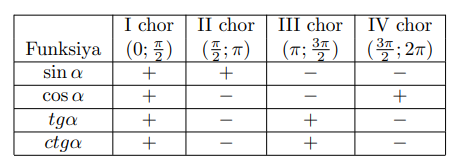 I chor II chor III chor IV chor
Funksiya (0; π/2) (π/2; π) (π; 3π/2) (3π/2; 2π)
sin α + + − −
cos α + − − +
tgα + − + −
ctgα + − + −